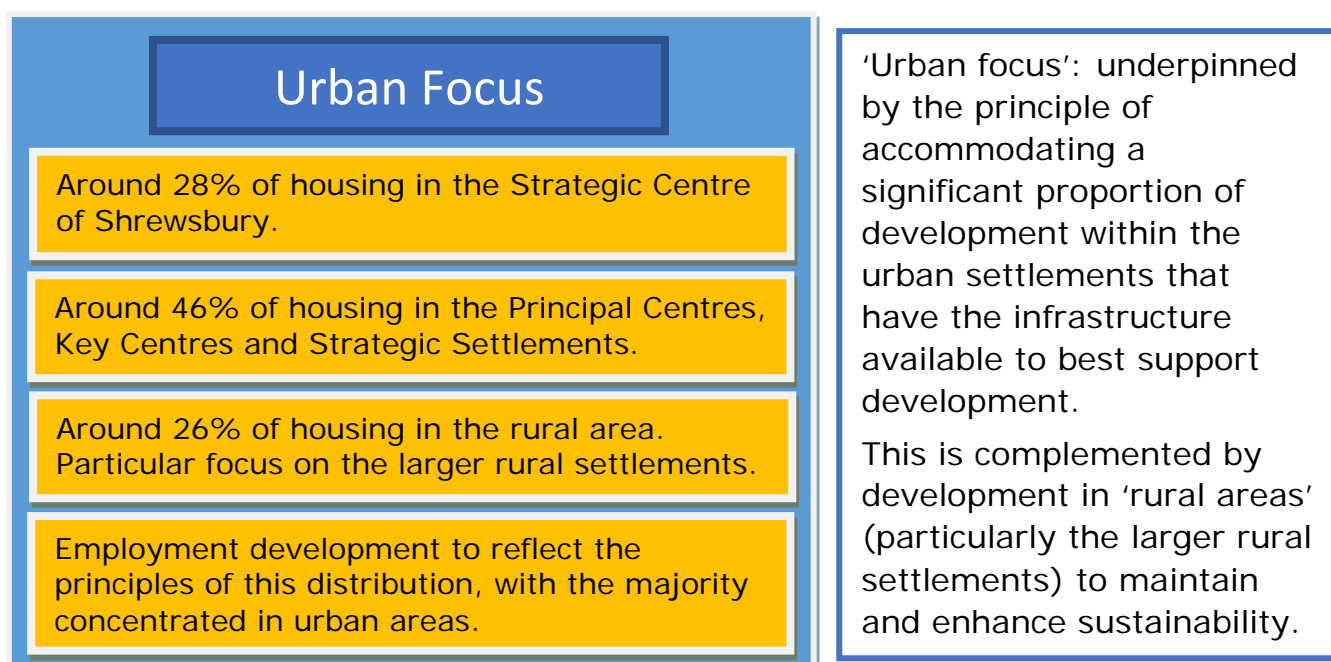 Urban Focus
Around 28% of housing in the Strategic Centre
of Shrewsbury.
Around 46% of housing in the Principal Centres,
Key Centres and Strategic Settlements.
Around 26% of housing in the rural area.
Particular focus on the larger rural settlements.
Employment development to reflect the
principles of this distribution, with the majority
concentrated in urban areas.
‘Urban focus’: underpinned
by the principle of
accommodating a
significant proportion of
development within the
urban settlements that
have the infrastructure
available to best support
development.
This is complemented by
development in ‘rural areas’
(particularly the larger rural
settlements) to maintain
and enhance sustainability.